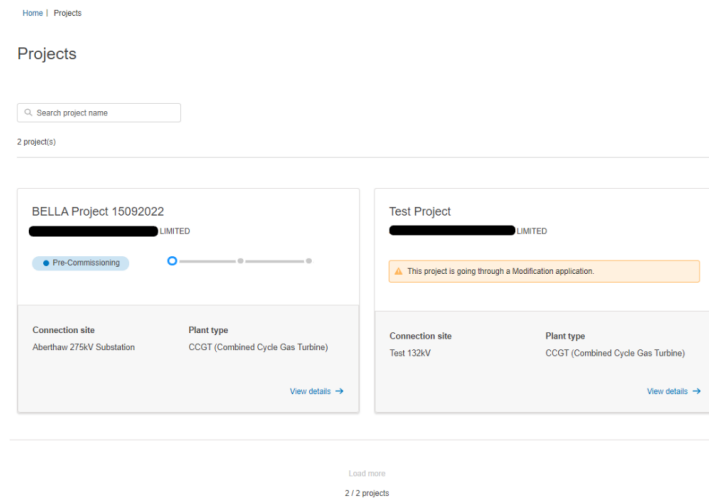 Home | Projects
Projects
Search project name
2 project(s)
BELLA Project 15092022
LIMITED
Pre-Commissioning
Connection site
Aberthaw 275kV Substation
Plant type
CCGT (Combined Cycle Gas Turbine)
View details →
Test Project
LIMITED
This project is going through a Modification application.
Connection site
Test 132kV
Plant type
CCGT (Combined Cycle Gas Turbine)
View details →
Load more
2 / 2 projects